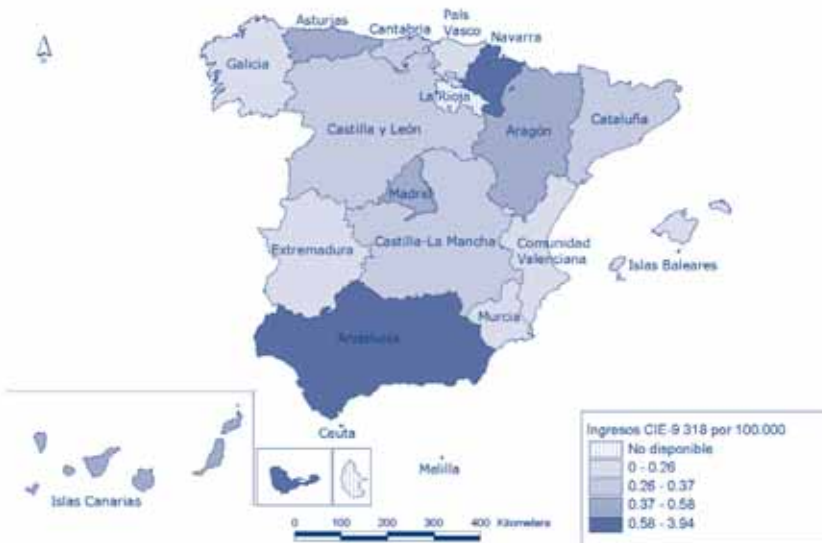 Asturias
Cantabria
País
Vasco
Navarra
Galicia
La Rioja
Castilla y León
Aragón
Cataluña
Madrid
Extremadura
Castilla-La Mancha
Comunidad
Valenciana
Islas Baleares
Murcia
Andalucía
Ceuta
Melilla
Islas Canarias
0 100 200 300 400 Kilometers
Ingresos CIE-9 318 por 100.000
No disponible
0 - 0.26
0.26 - 0.37
0.37 - 0.58
0.58 - 3.94